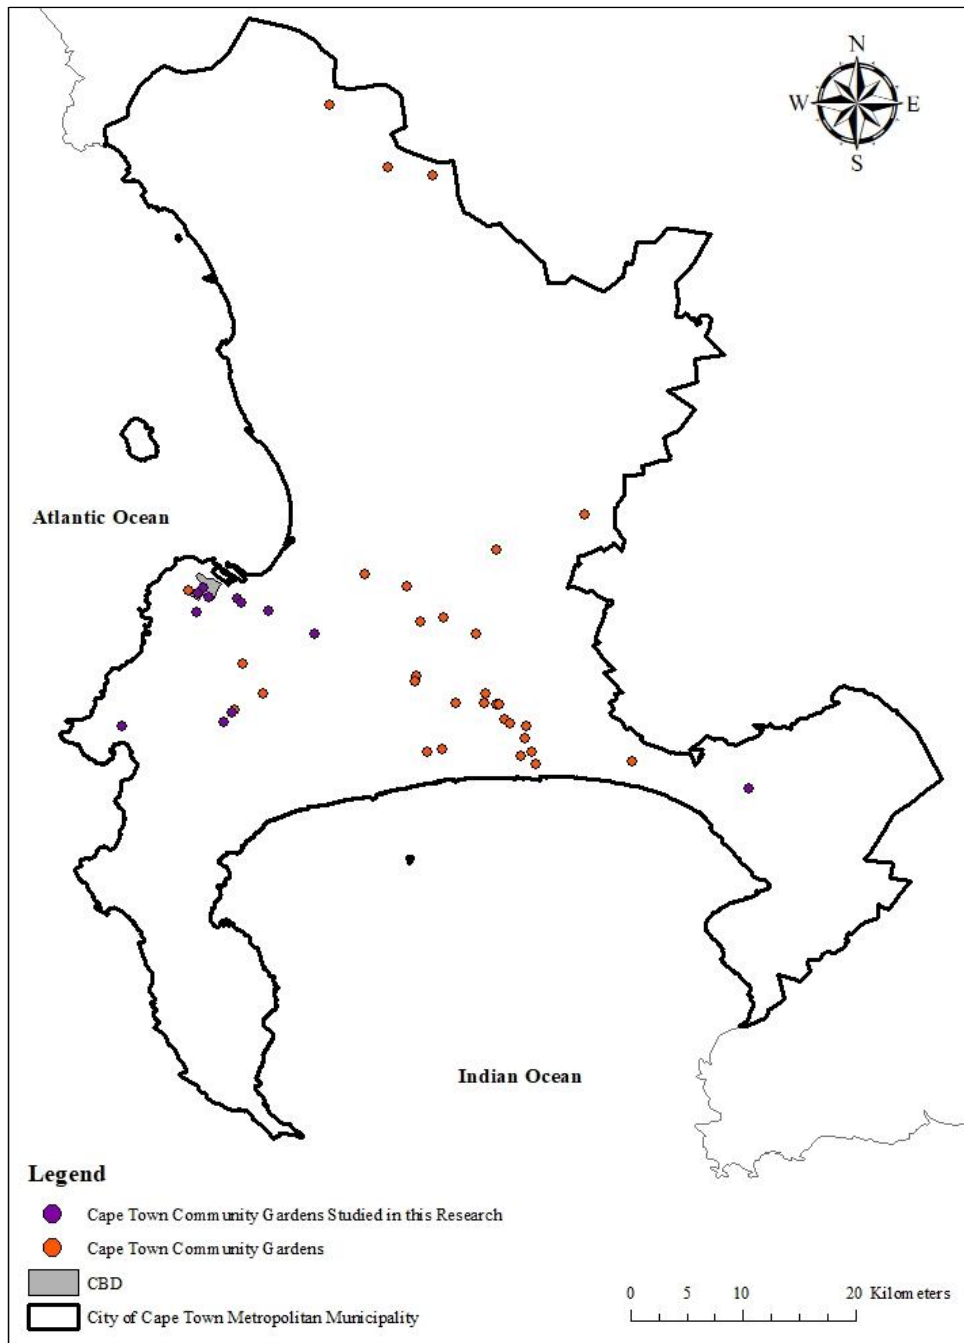 N
W E
S
Atlantic Ocean
Indian Ocean
Legend
Cape Town Community Gardens Studied in this Research
Cape Town Community Gardens
CBD
City of Cape Town Metropolitan Municipality
0 5 10 20 Kilometers